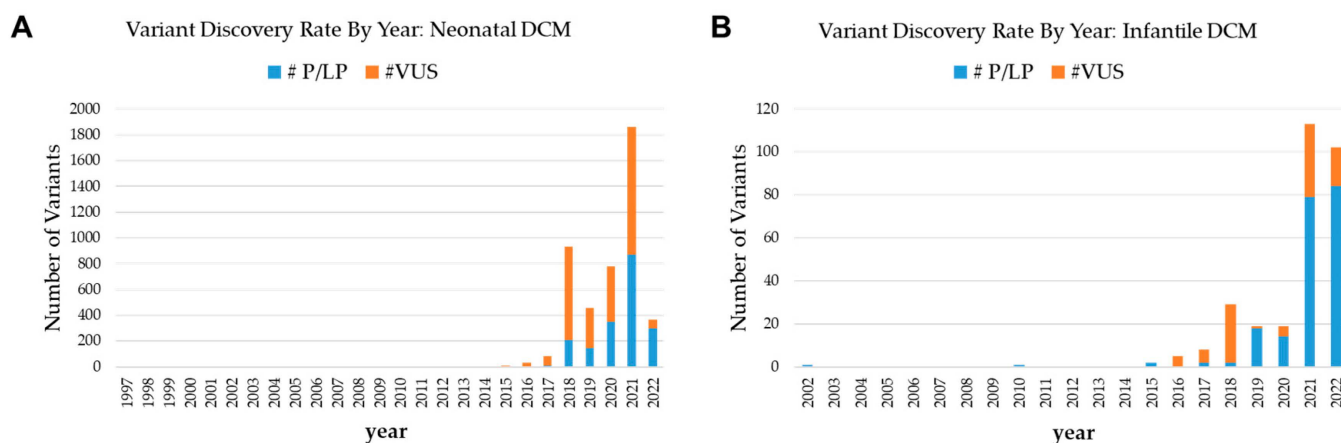 A
Variant Discovery Rate By Year: Neonatal DCM
# P/LP #VUS
Number of Variants
2000
1800
1600
1400
1200
1000
800
600
400
200
0
1997 1998 1999 2000 2001 2002 2003 2004 2005 2006 2007 2008 2009 2010 2011 2012 2013 2014 2015 2016 2017 2018 2019 2020 2021 2022
year
B
Variant Discovery Rate By Year: Infantile DCM
# P/LP #VUS
Number of Variants
120
100
80
60
40
20
0
2002 2003 2004 2005 2006 2007 2008 2009 2010 2011 2012 2013 2014 2015 2016 2017 2018 2019 2020 2021 2022
year